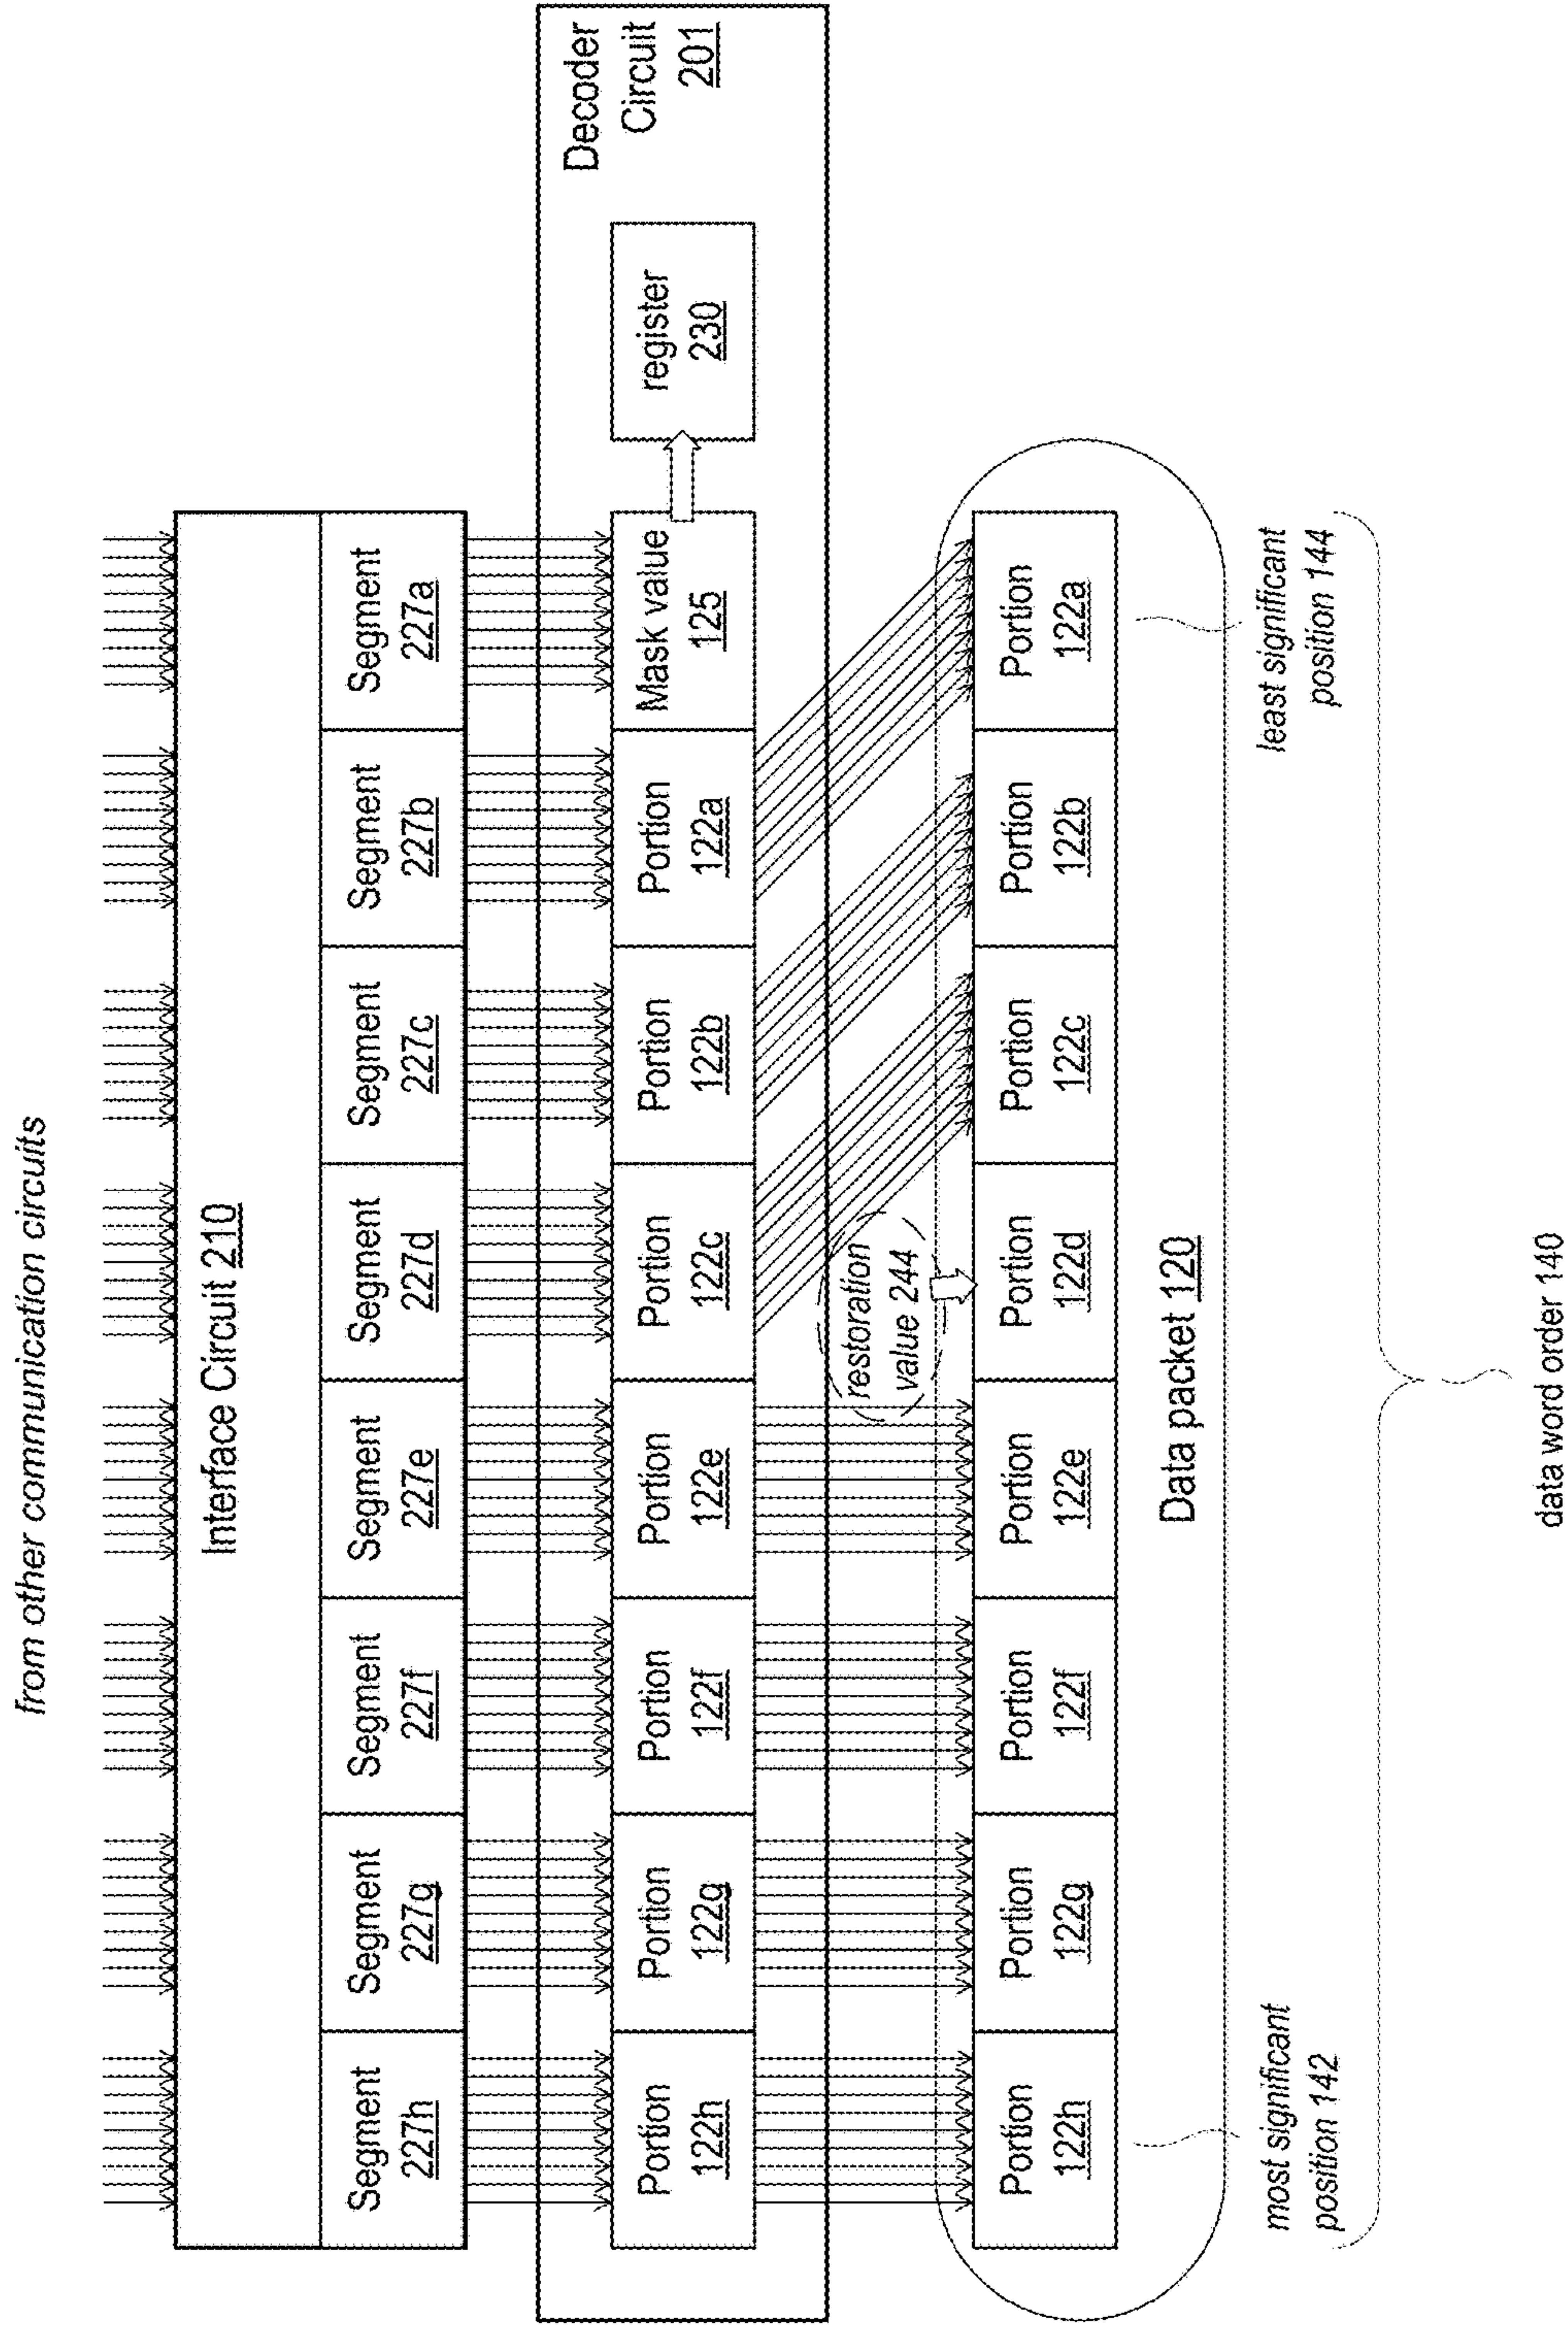 from other communication circuits
Interface Circuit 210
Segment
227h
Segment
227g
Segment
227f
Segment
227e
Segment
227d
Segment
227c
Segment
227b
Segment
227a
Decoder
Circuit
201
Portion
122h
Portion
122g
Portion
122f
Portion
122e
Portion
122c
Portion
122b
Portion
122a
Mask value
125
register
230
restoration
value 244
Portion
122h
Portion
122g
Portion
122f
Portion
122e
Portion
122d
Portion
122c
Portion
122b
Portion
122a
Data packet 120
most significant
position 142
least significant
position 144
data word order 140